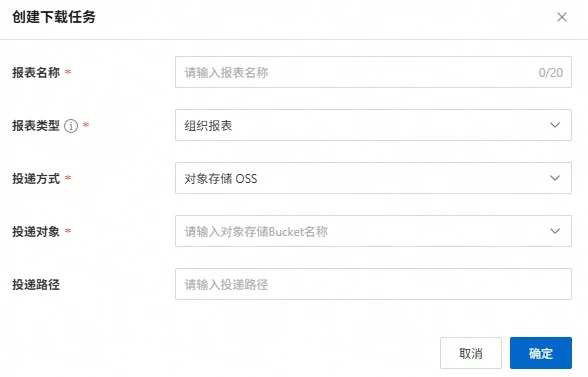 创建下载任务
报表名称 * 请输入报表名称 0/20
报表类型 * 组织报表
投递方式 * 对象存储 OSS
投递对象 * 请输入对象存储Bucket名称
投递路径 请输入投递路径
取消 确定